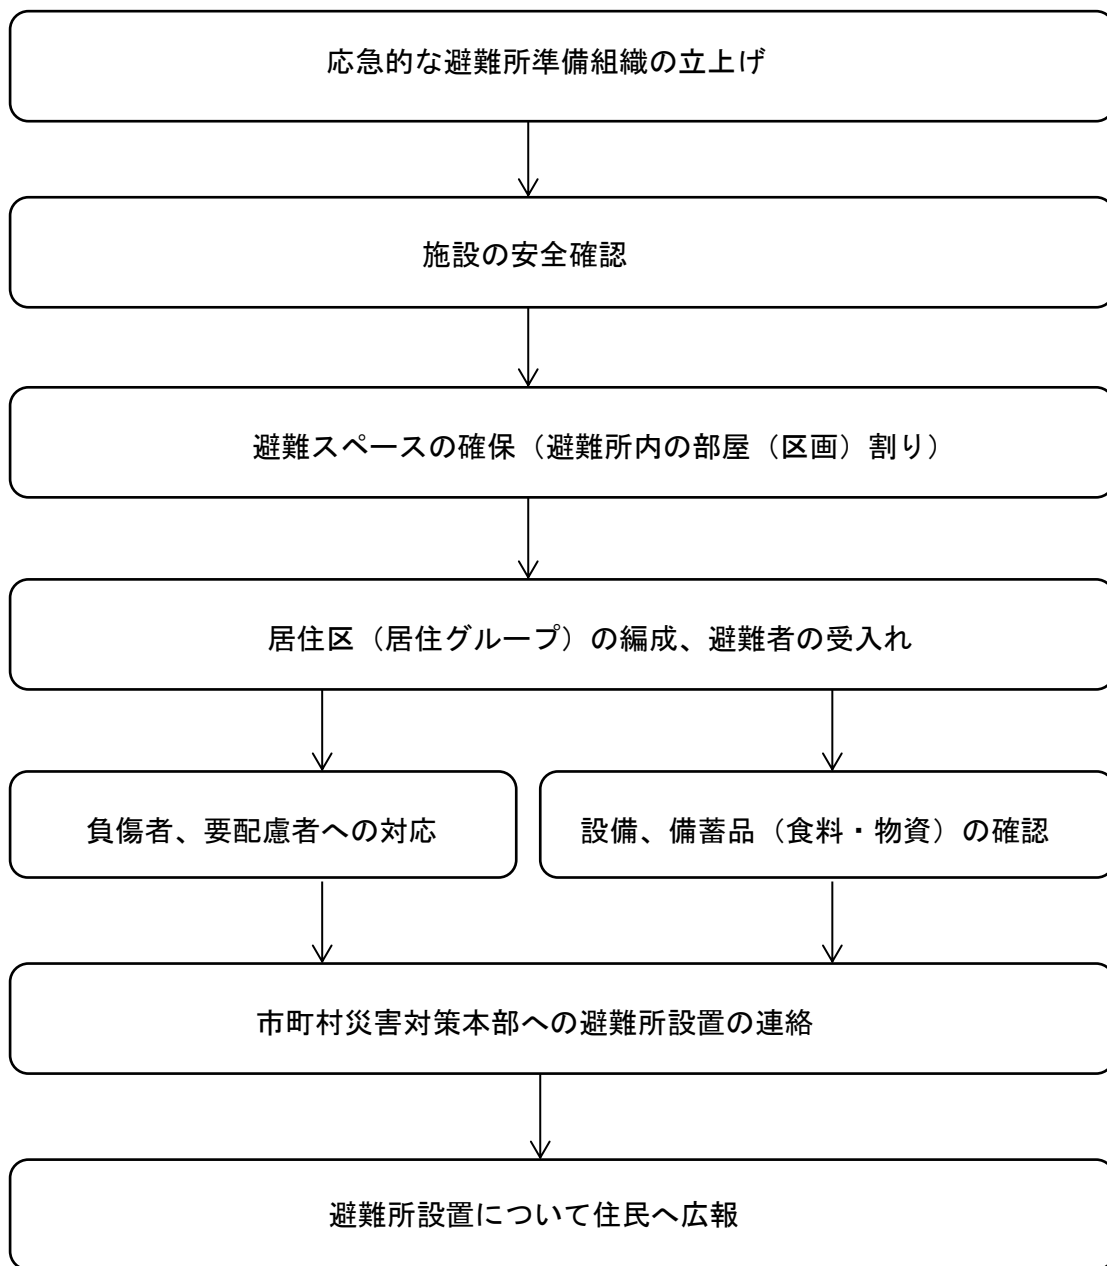 応急的な避難所準備組織の立上げ
施設の安全確認
避難スペースの確保（避難所内の部屋（区画）割り）
居住区（居住グループ）の編成、避難者の受入れ
負傷者、要配慮者への対応
設備、備蓄品（食料・物資）の確認
市町村災害対策本部への避難所設置の連絡
避難所設置について住民へ広報